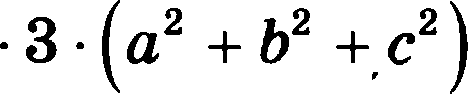 · 3 · (a² + b² + c²)